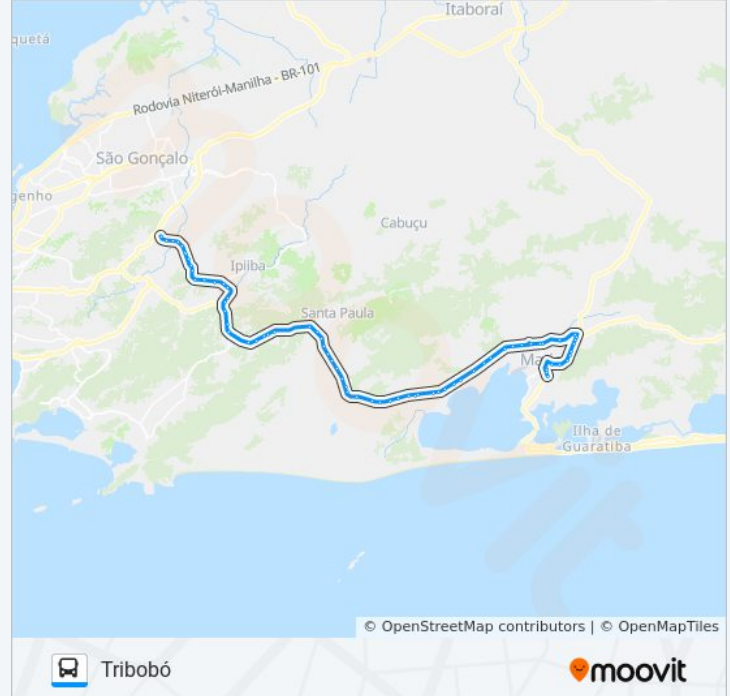 Itaboraí
quetá
Rodovia Niterói-Manilha - BR-101
São Gonçalo
genho
Cabuçu
Ipiiba
Santa Paula
Ma
Ilha de
Guaratiba
© OpenStreetMap contributors | © OpenMapTiles
Tribobó
moovit